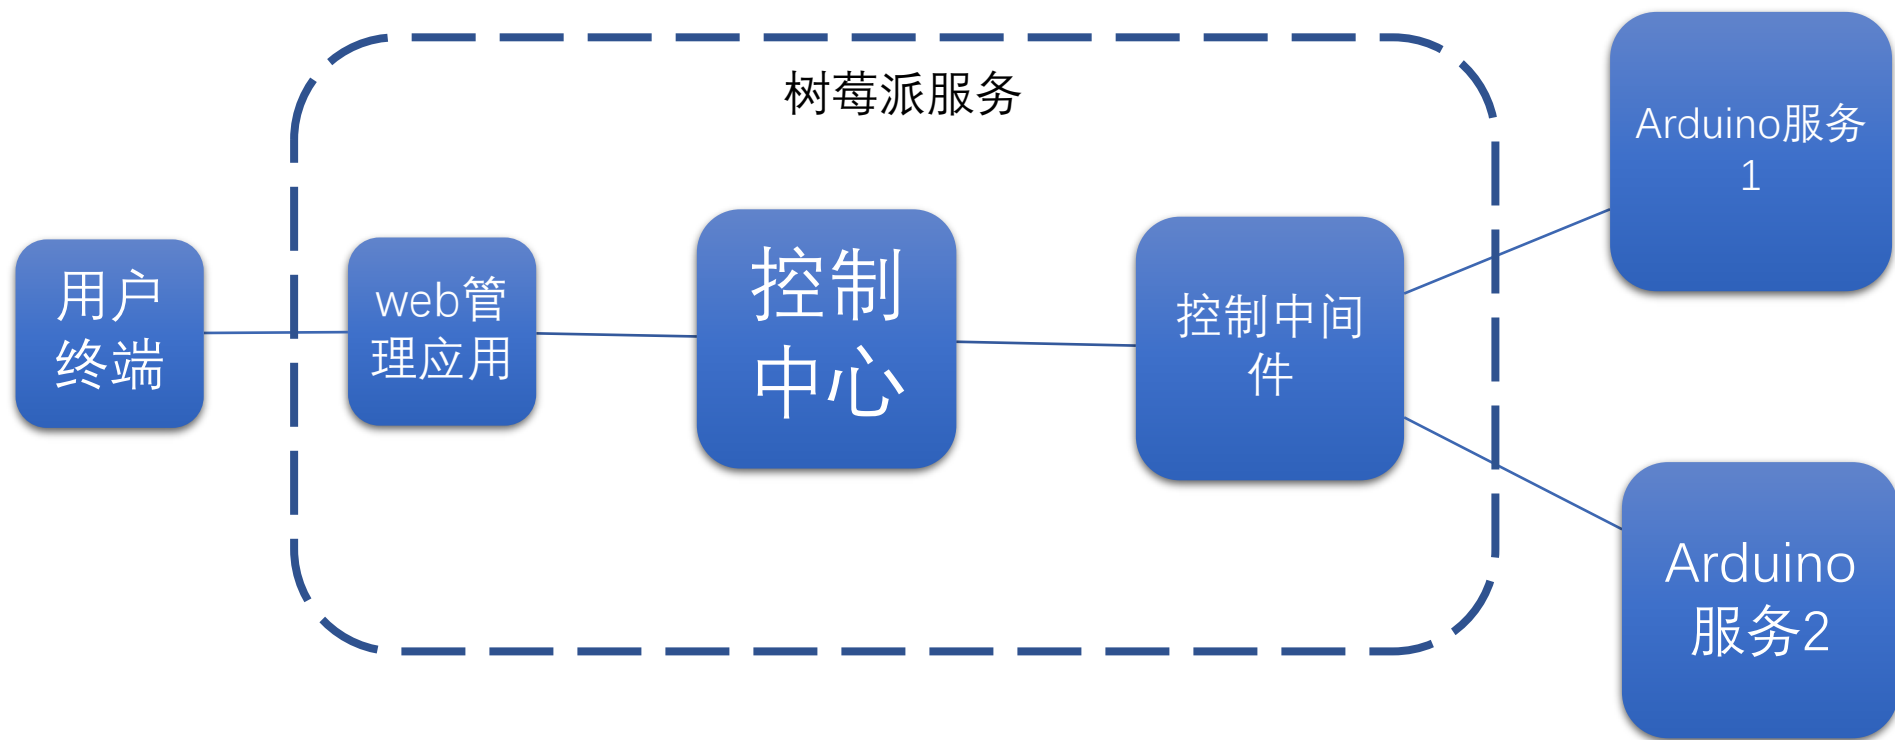 树莓派服务
用户
终端
web管
理应用
控制
中心
控制中间
件
Arduino服务
1
Arduino
服务2